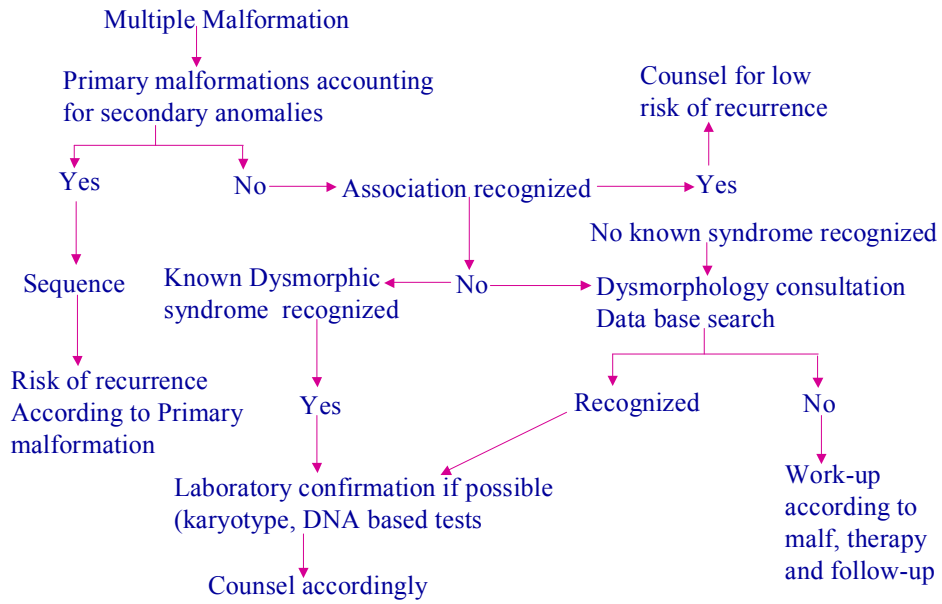 Multiple Malformation
Primary malformations accounting
for secondary anomalies
Counsel for low
risk of recurrence
Yes
No
Association recognized
Yes
No known syndrome recognized
Sequence
Known Dysmorphic
syndrome recognized
No
Dysmorphology consultation
Data base search
Risk of recurrence
According to Primary
malformation
Yes
Recognized
No
Laboratory confirmation if possible
(karyotype, DNA based tests
Work-up
according to
malf, therapy
and follow-up
Counsel accordingly